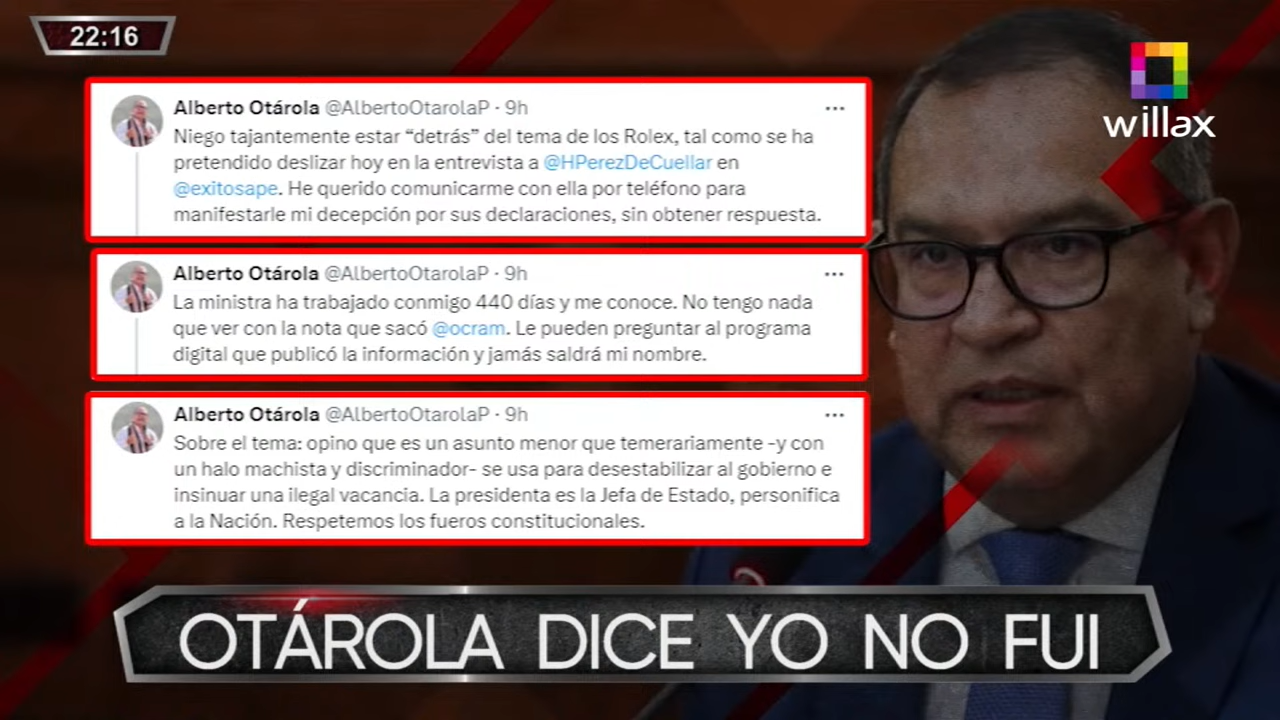 22:16
willax
Alberto Otárola @AlbertoOtarolaP · 9h
Niego tajantemente estar “detrás” del tema de los Rolex, tal como se ha
pretendido deslizar hoy en la entrevista a @HPerezDeCuellar en
@exitosape. He querido comunicarme con ella por teléfono para
manifestarle mi decepción por sus declaraciones, sin obtener respuesta.
Alberto Otárola @AlbertoOtarolaP · 9h
La ministra ha trabajado conmigo 440 días y me conoce. No tengo nada
que ver con la nota que sacó @ocram. Le pueden preguntar al programa
digital que publicó la información y jamás saldrá mi nombre.
Alberto Otárola @AlbertoOtarolaP · 9h
Sobre el tema: opino que es un asunto menor que temerariamente -y con
un halo machista y discriminador- se usa para desestabilizar al gobierno e
insinuar una ilegal vacancia. La presidenta es la Jefa de Estado, personifica
a la Nación. Respetemos los fueros constitucionales.
OTÁROLA DICE YO NO FUI